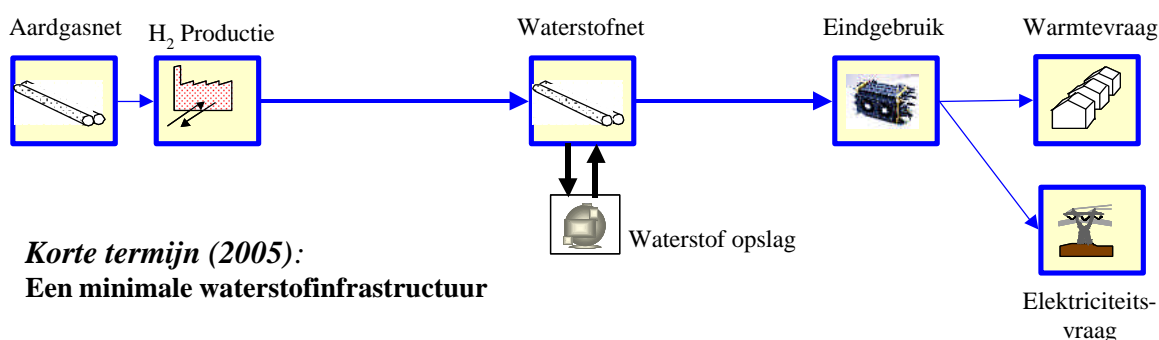 Aardgasnet
H₂ Productie
Waterstofnet
Eindgebruik
Warmtevraag
Waterstof opslag
Korte termijn (2005):
Een minimale waterstofinfrastructuur
Elektriciteits-
vraag